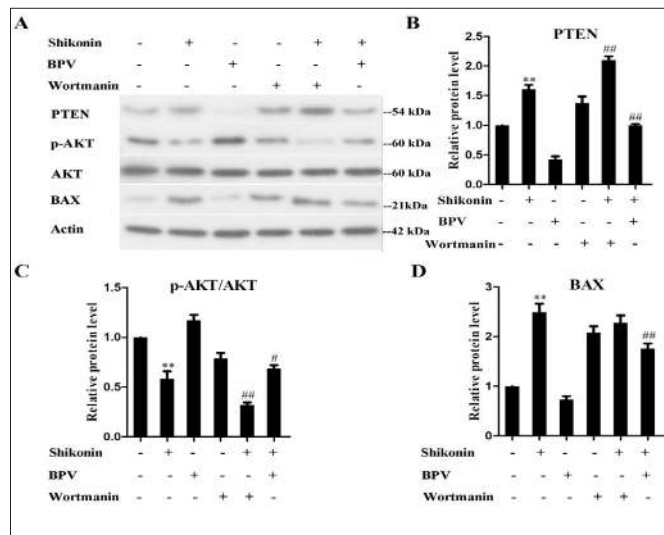 A
Shikonin - + - - + +
BPV - - + - - +
Wortmanin - - - + + -
PTEN --54 kDa
p-AKT --60 kDa
AKT --60 kDa
BAX --21kDa
Actin --42 kDa
B
PTEN
Relative protein level
2.5
2.0
1.5
1.0
0.5
0.0
**
##
##
Shikonin - + - - + +
BPV - - + - - +
Wortmanin - - - + + -
C
p-AKT/AKT
Relative protein level
1.5
1.0
0.5
0.0
**
##
#
Shikonin - + - - + +
BPV - - + - - +
Wortmanin - - - + + -
D
BAX
Relative protein level
3
2
1
0
**
##
Shikonin - + - - + +
BPV - - + - - +
Wortmanin - - - + + -